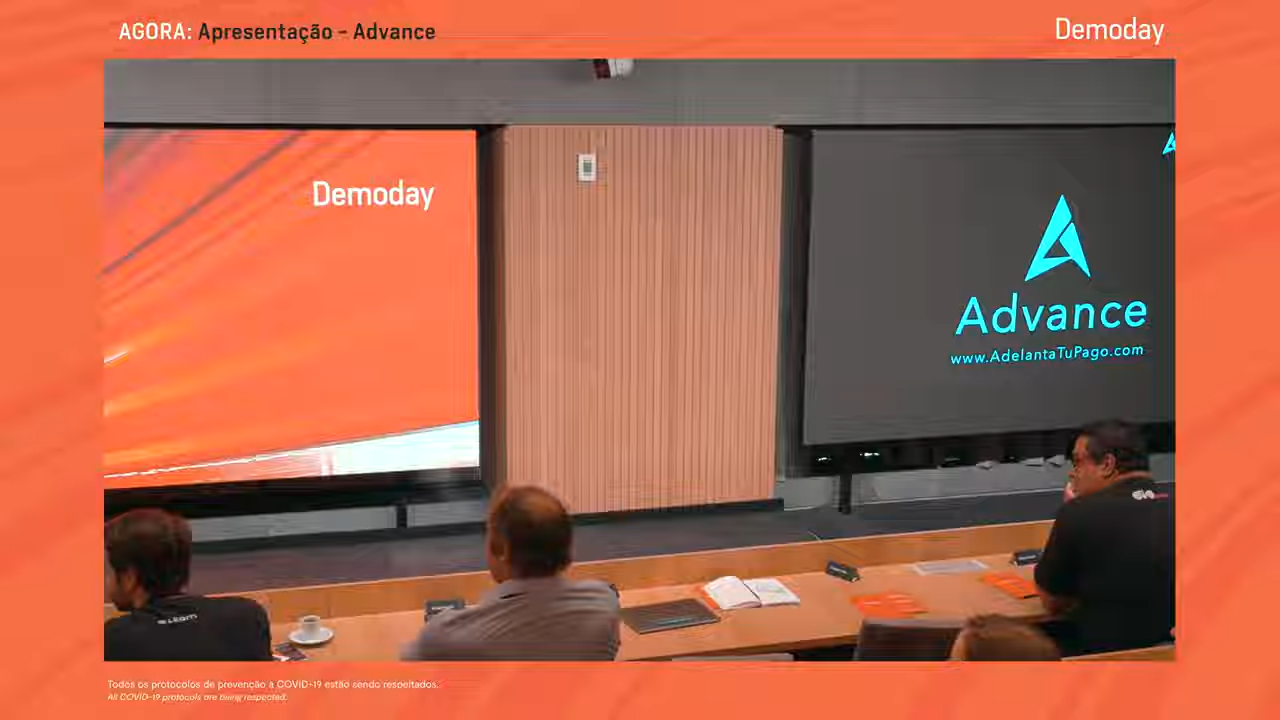 AGORA: Apresentação - Advance
Demoday
Demoday
Advance
www.AdelantaTuPago.com
Todos os protocolos de prevenção à COVID-19 estão sendo respeitados.
All COVID-19 protocols are being respected.